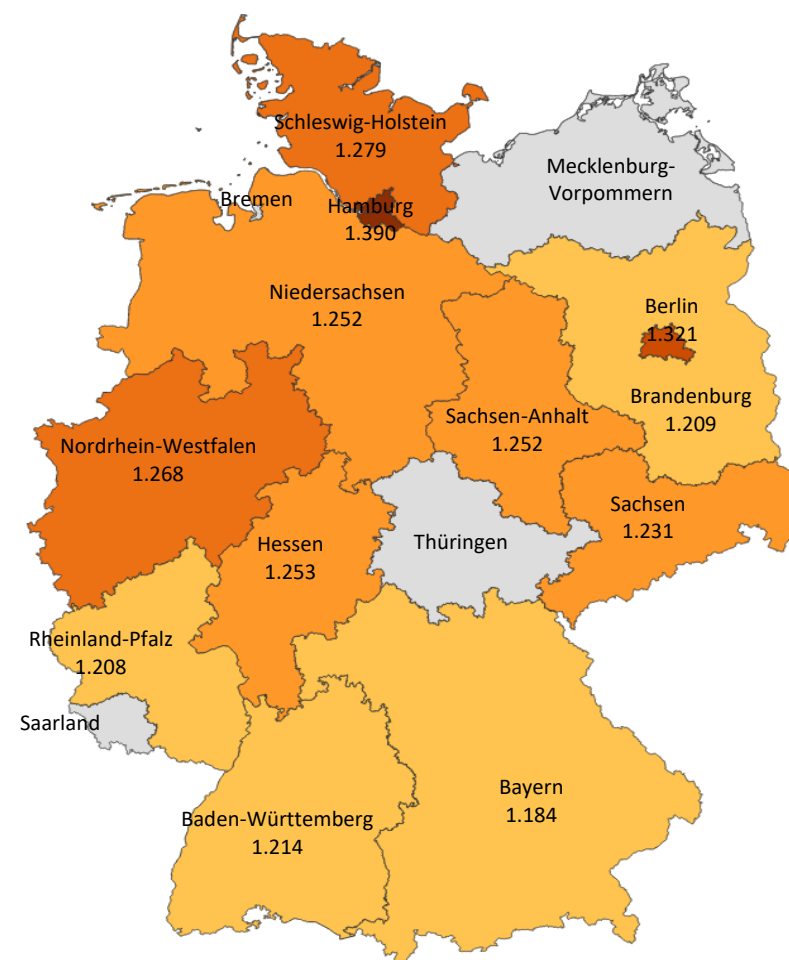 Schleswig-Holstein
1.279
Mecklenburg-
Vorpommern
Bremen
Hamburg
1.390
Niedersachsen
1.252
Berlin
1.321
Brandenburg
1.209
Sachsen-Anhalt
1.252
Nordrhein-Westfalen
1.268
Sachsen
1.231
Hessen
1.253
Thüringen
Rheinland-Pfalz
1.208
Saarland
Bayern
1.184
Baden-Württemberg
1.214